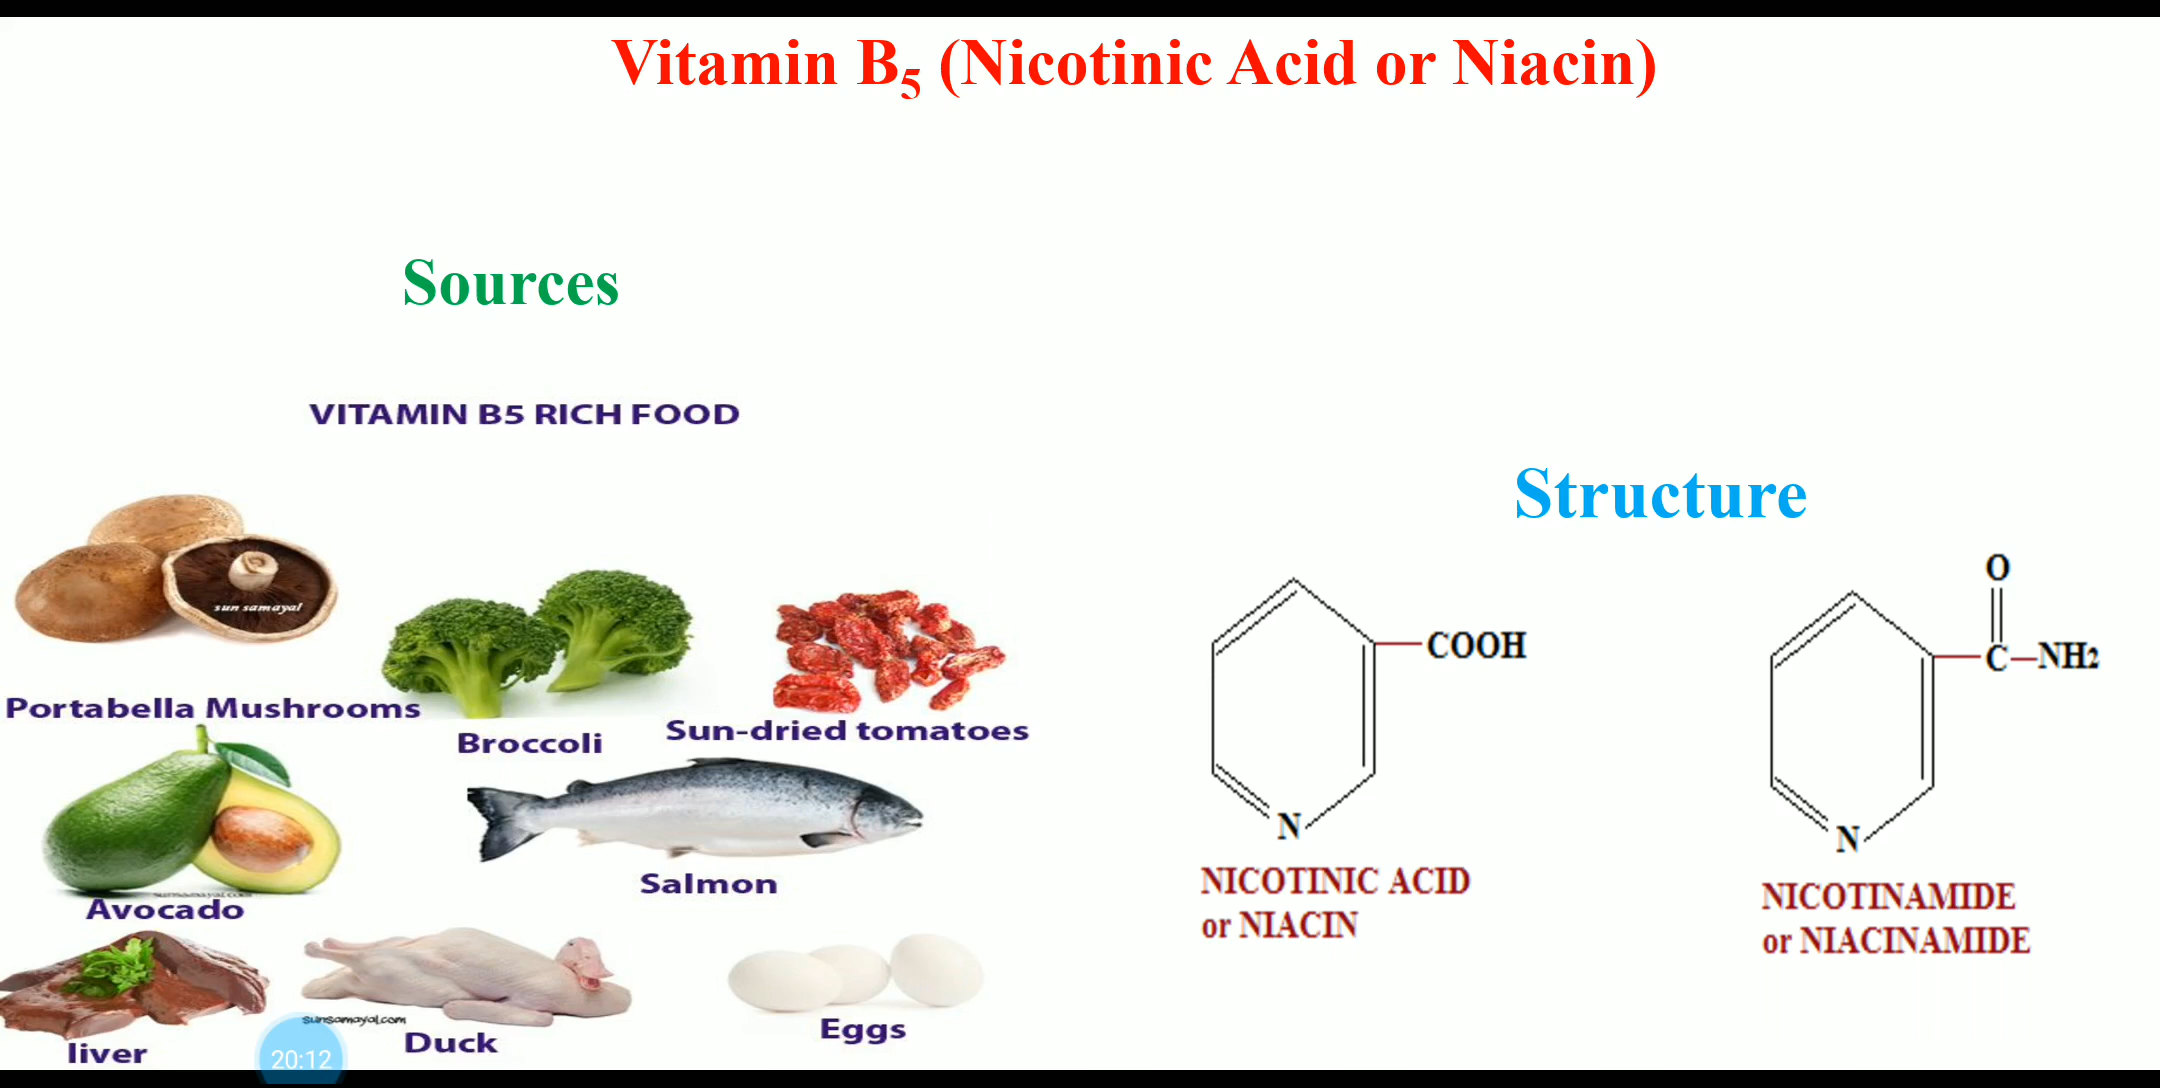 Vitamin B₅ (Nicotinic Acid or Niacin)
Sources
VITAMIN B5 RICH FOOD
sun samayal
Portabella Mushrooms
Broccoli
Sun-dried tomatoes
Avocado
Salmon
sunsamayal.com
liver
Duck
Eggs
20:12
Structure
COOH
N
NICOTINIC ACID
or NIACIN
O
C NH₂
N
NICOTINAMIDE
or NIACINAMIDE